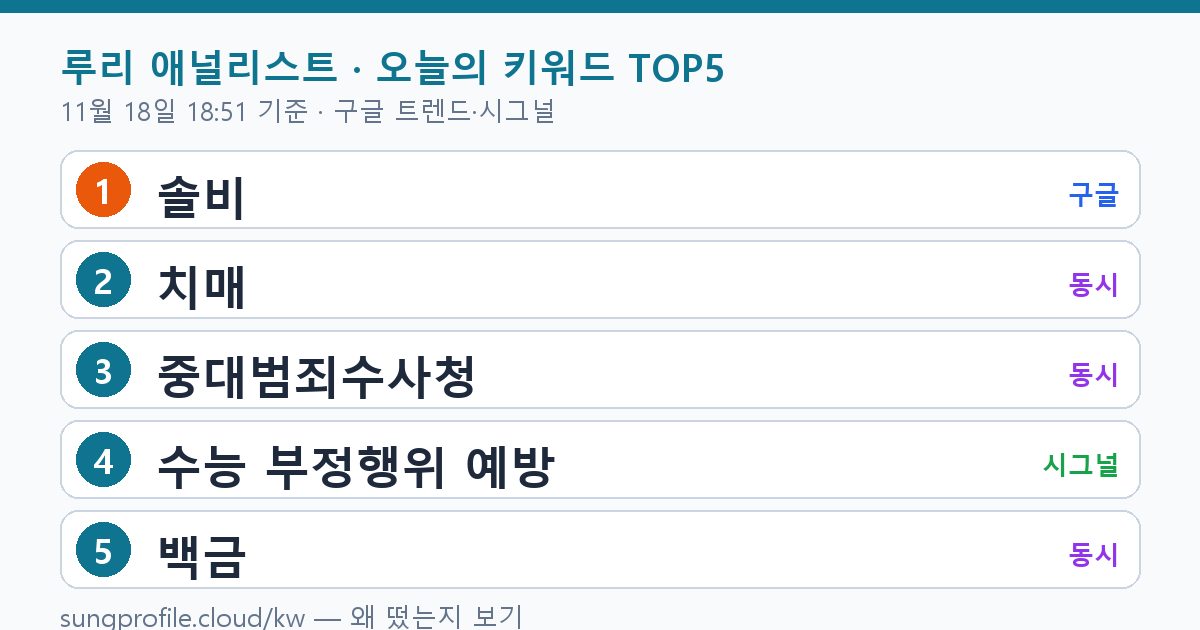 루리 애널리스트 · 오늘의 키워드 TOP5
11월 18일 18:51 기준 · 구글 트렌드·시그널
1 솔비 구글
2 치매 동시
3 중대범죄수사청 동시
4 수능 부정행위 예방 시그널
5 백금 동시
sungprofile.cloud/kw — 왜 떴는지 보기